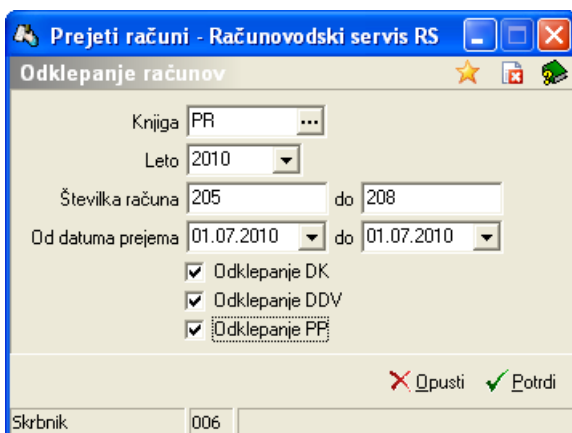 Prejeti računi - Računovodski servis RS
Odklepanje računov
Knjiga PR ...
Leto 2010
Številka računa 205 do 208
Od datuma prejema 01.07.2010 do 01.07.2010
Odklepanje DK
Odklepanje DDV
Odklepanje PP
Opusti Potrdi
Skrbnik 006